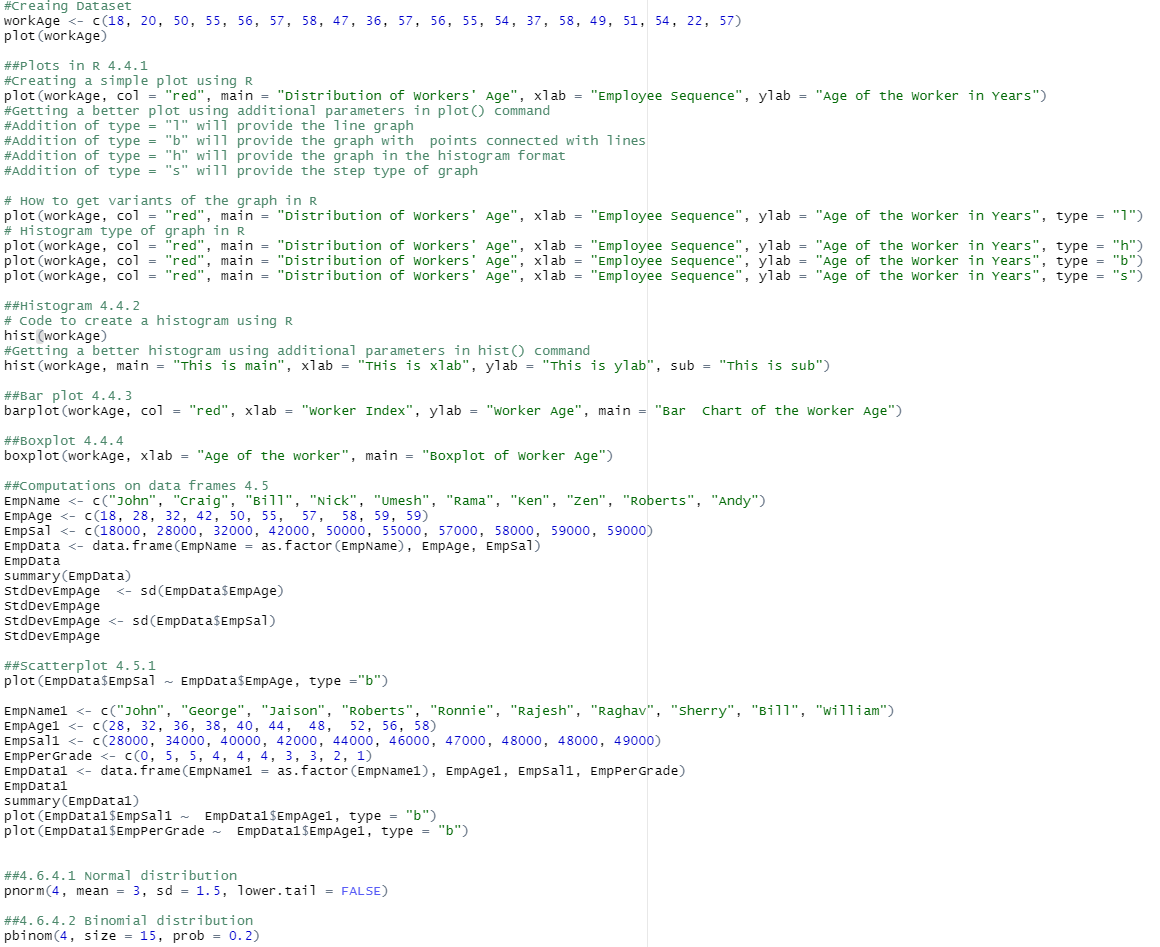 #Creaing Dataset
workAge <- c(18, 20, 50, 55, 56, 57, 58, 47, 36, 57, 56, 55, 54, 37, 58, 49, 51, 54, 22, 57)
plot(workAge)

##Plots in R 4.4.1
#Creating a simple plot using R
plot(workAge, col = "red", main = "Distribution of Workers' Age", xlab = "Employee Sequence", ylab = "Age of the Worker in Years")
#Getting a better plot using additional parameters in plot() command
#Addition of type = "l" will provide the line graph
#Addition of type = "b" will provide the graph with  points connected with lines
#Addition of type = "h" will provide the graph in the histogram format
#Addition of type = "s" will provide the step type of graph

# How to get variants of the graph in R
plot(workAge, col = "red", main = "Distribution of Workers' Age", xlab = "Employee Sequence", ylab = "Age of the Worker in Years", type = "l")
# Histogram type of graph in R
plot(workAge, col = "red", main = "Distribution of Workers' Age", xlab = "Employee Sequence", ylab = "Age of the Worker in Years", type = "h")
plot(workAge, col = "red", main = "Distribution of Workers' Age", xlab = "Employee Sequence", ylab = "Age of the Worker in Years", type = "b")
plot(workAge, col = "red", main = "Distribution of Workers' Age", xlab = "Employee Sequence", ylab = "Age of the Worker in Years", type = "s")

##Histogram 4.4.2
# Code to create a histogram using R
hist(workAge)
#Getting a better histogram using additional parameters in hist() command
hist(workAge, main = "This is main", xlab = "THis is xlab", ylab = "This is ylab", sub = "This is sub")

##Bar plot 4.4.3
barplot(workAge, col = "red", xlab = "Worker Index", ylab = "Worker Age", main = "Bar  Chart of the Worker Age")

##Boxplot 4.4.4
boxplot(workAge, xlab = "Age of the worker", main = "Boxplot of Worker Age")

##Computations on data frames 4.5
EmpName <- c("John", "Craig", "Bill", "Nick", "Umesh", "Rama", "Ken", "Zen", "Roberts", "Andy")
EmpAge <- c(18, 28, 32, 42, 50, 55,  57,  58, 59, 59)
EmpSal <- c(18000, 28000, 32000, 42000, 50000, 55000, 57000, 58000, 59000, 59000)
EmpData <- data.frame(EmpName = as.factor(EmpName), EmpAge, EmpSal)
EmpData
summary(EmpData)
StdDevEmpAge  <- sd(EmpData$EmpAge)
StdDevEmpAge
StdDevEmpAge <- sd(EmpData$EmpSal)
StdDevEmpAge

##Scatterplot 4.5.1
plot(EmpData$EmpSal ~ EmpData$EmpAge, type ="b")

EmpName1 <- c("John", "George", "Jaison", "Roberts", "Ronnie", "Rajesh", "Raghav", "Sherry", "Bill", "William")
EmpAge1 <- c(28, 32, 36, 38, 40, 44,  48,  52, 56, 58)
EmpSal1 <- c(28000, 34000, 40000, 42000, 44000, 46000, 47000, 48000, 48000, 49000)
EmpPerGrade <- c(0, 5, 5, 4, 4, 4, 3, 3, 2, 1)
EmpData1 <- data.frame(EmpName1 = as.factor(EmpName1), EmpAge1, EmpSal1, EmpPerGrade)
EmpData1
summary(EmpData1)
plot(EmpData1$EmpSal1 ~  EmpData1$EmpAge1, type = "b")
plot(EmpData1$EmpPerGrade ~  EmpData1$EmpAge1, type = "b")

##4.6.4.1 Normal distribution
pnorm(4, mean = 3, sd = 1.5, lower.tail = FALSE)

##4.6.4.2 Binomial distribution
pbinom(4, size = 15, prob = 0.2)